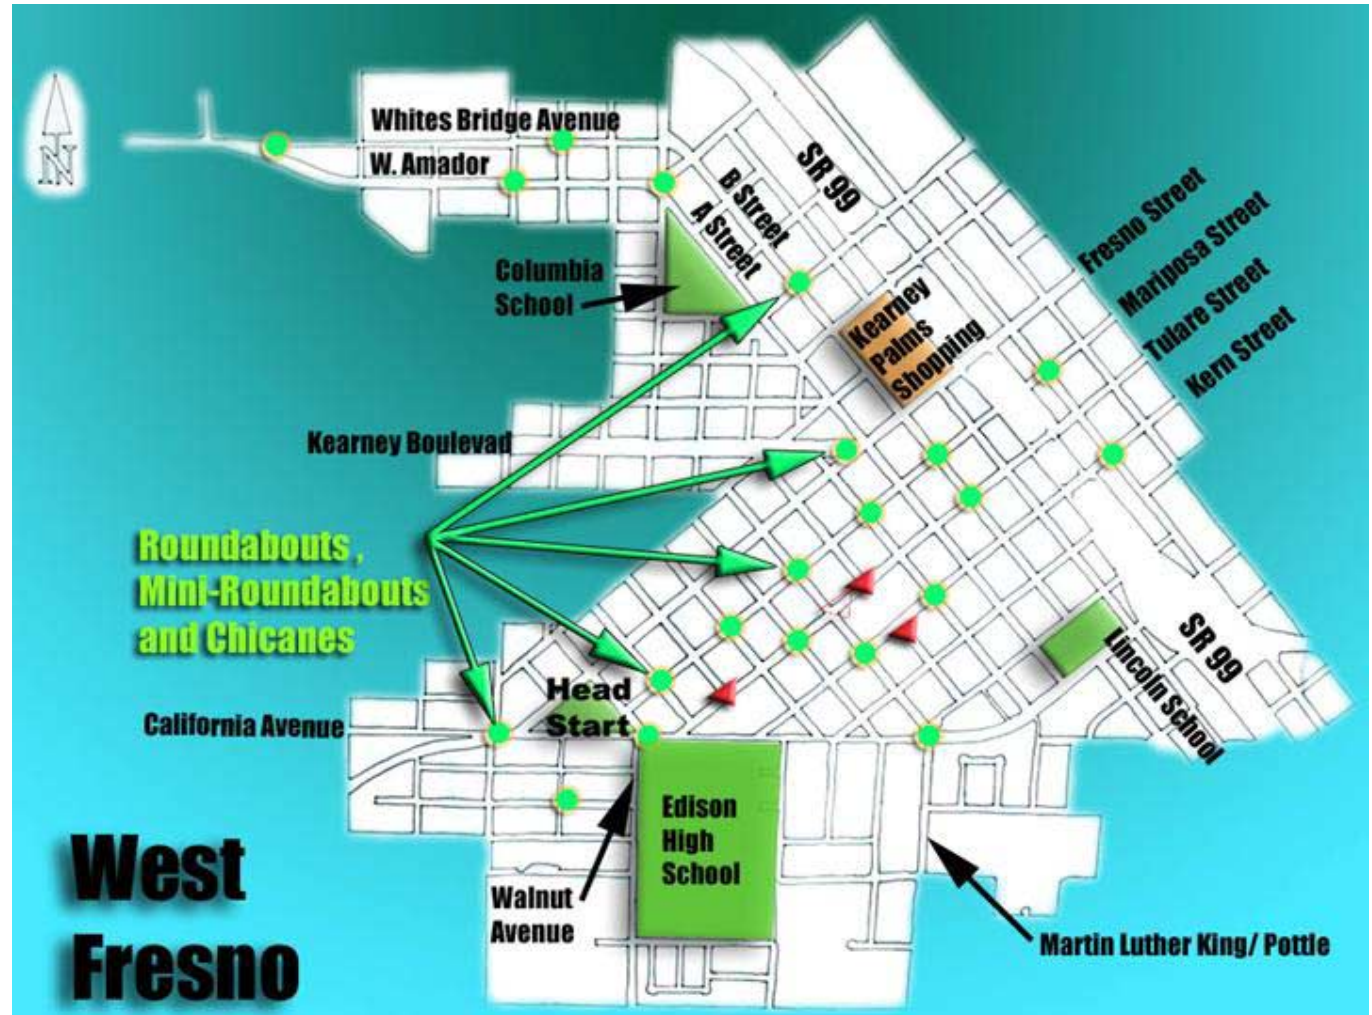 Whites Bridge Avenue
W. Amador
SR 99
B Street
A Street
Fresno Street
Mariposa Street
Tulare Street
Kern Street
Columbia
School
Kearney
Palms
Shopping
Kearney Boulevad
Roundabouts ,
Mini-Roundabouts
and Chicanes
SR 99
Lincoln School
Head
Start
California Avenue
Edison
High
School
West
Fresno
Walnut
Avenue
Martin Luther King/ Pottle
N